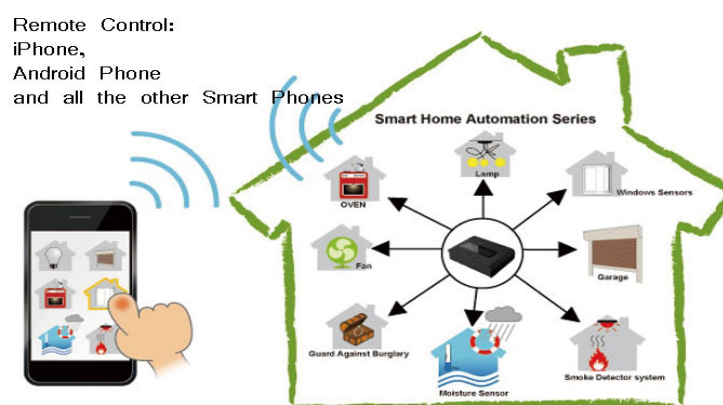 Remote Control:
iPhone,
Android Phone
and all the other Smart Phones
Smart Home Automation Series
Lamp
OVEN
Windows Sensors
Fan
Garage
Guard Against Burglary
Moisture Sensor
Smoke Detector system